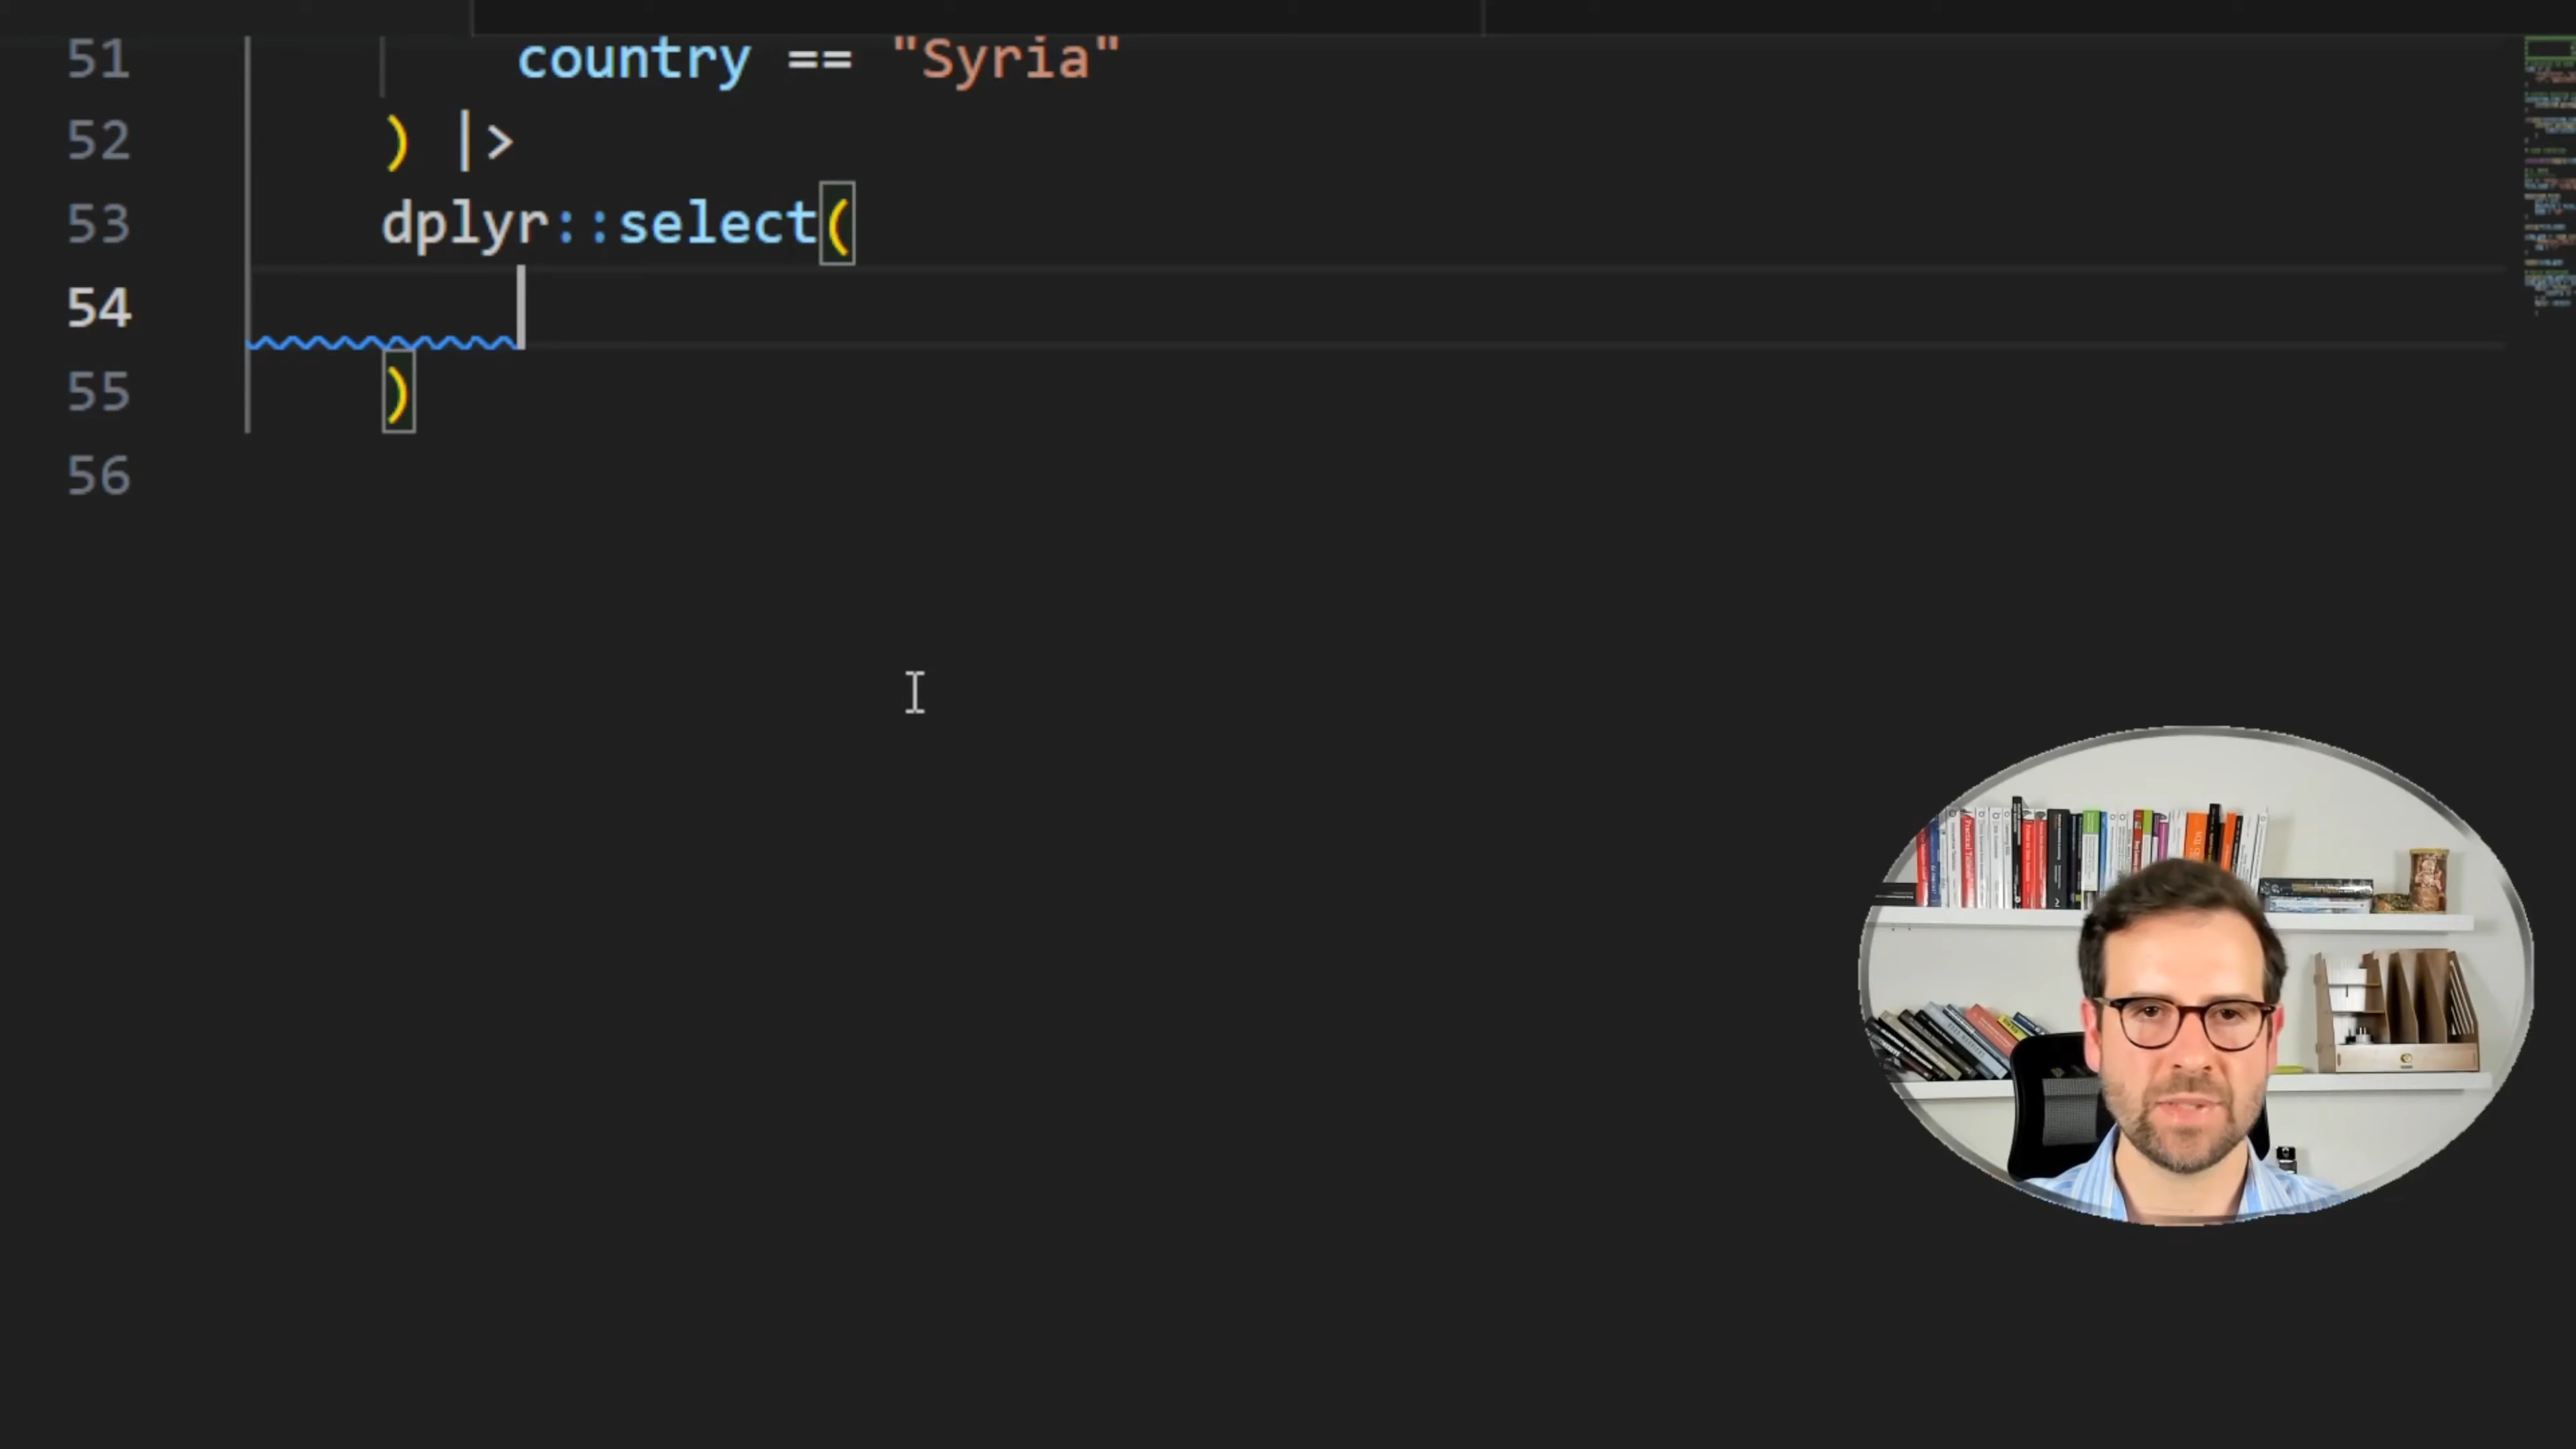 51 country == "Syria"
52 ) |>
53 dplyr::select(
54
55 )
56